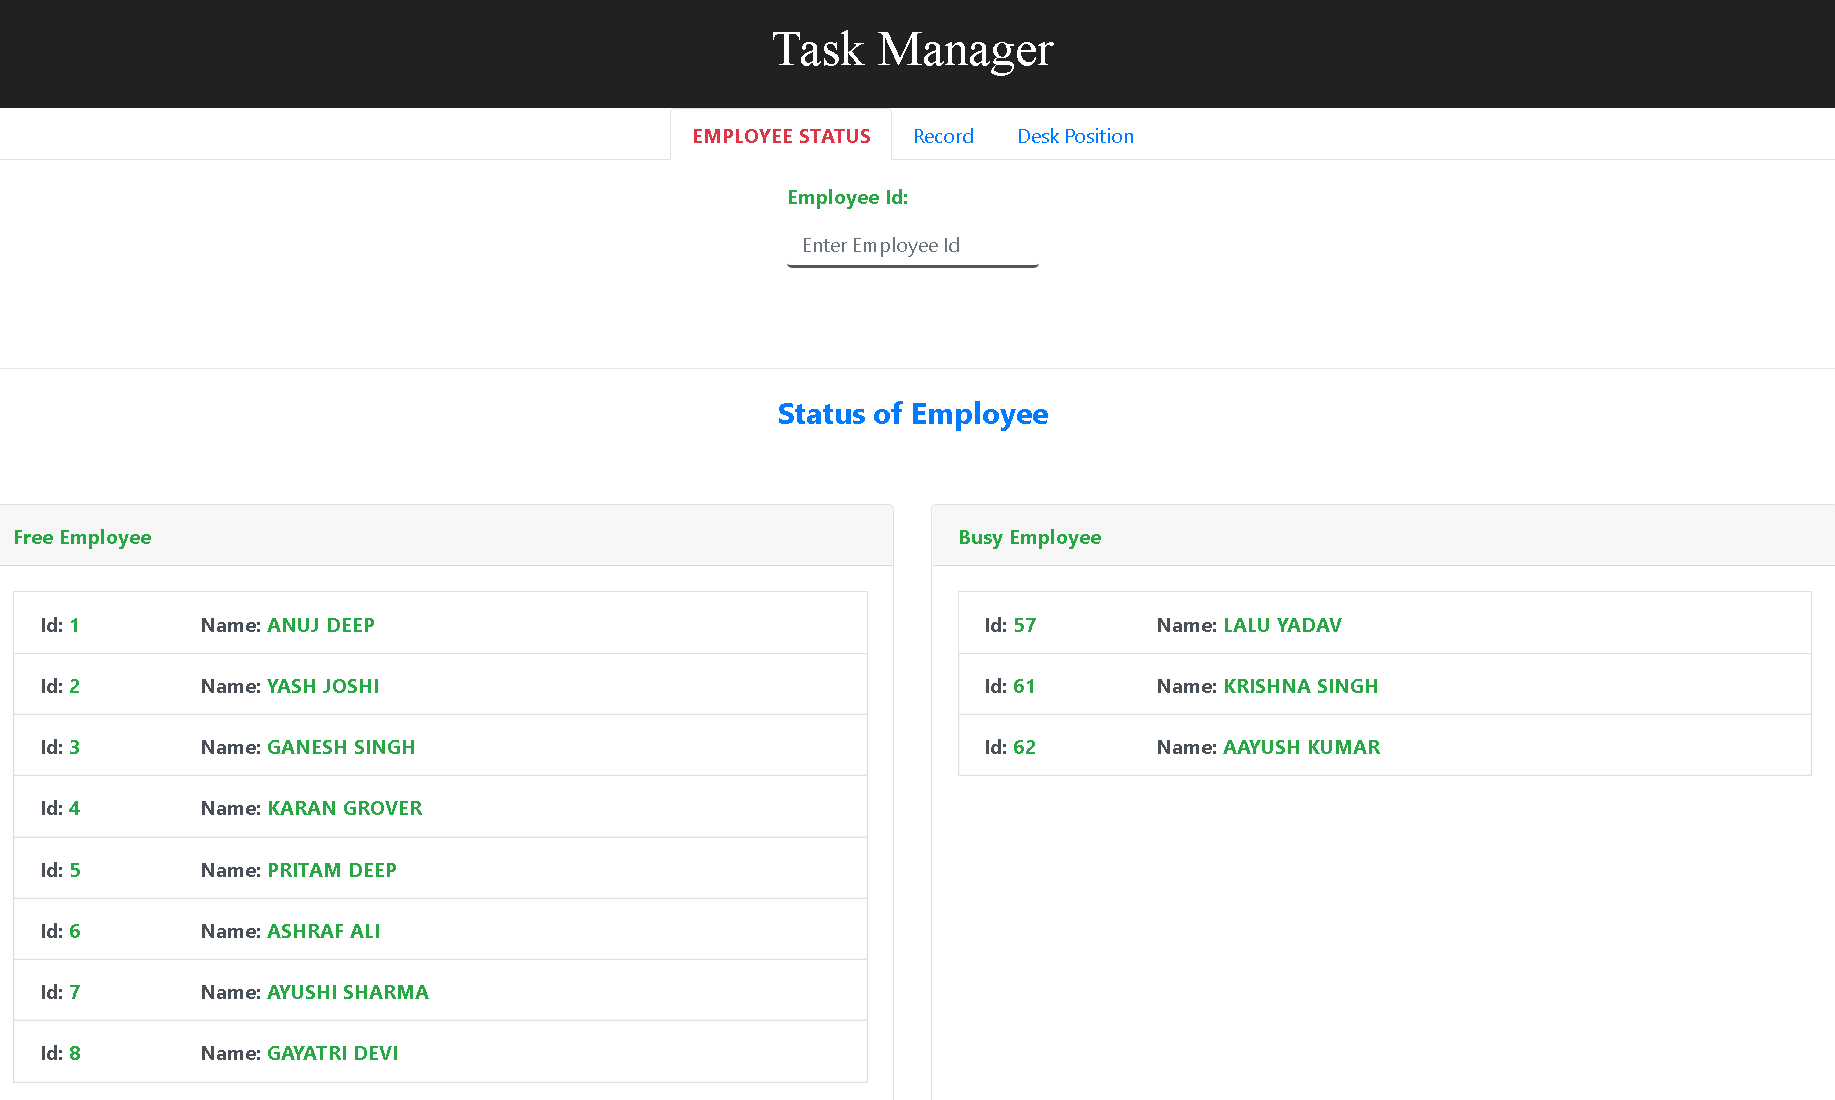 Task Manager
EMPLOYEE STATUS Record Desk Position
Employee Id:
Enter Employee Id
Status of Employee
Free Employee
Id: 1 Name: ANUJ DEEP
Id: 2 Name: YASH JOSHI
Id: 3 Name: GANESH SINGH
Id: 4 Name: KARAN GROVER
Id: 5 Name: PRITAM DEEP
Id: 6 Name: ASHRAF ALI
Id: 7 Name: AYUSHI SHARMA
Id: 8 Name: GAYATRI DEVI
Busy Employee
Id: 57 Name: LALU YADAV
Id: 61 Name: KRISHNA SINGH
Id: 62 Name: AAYUSH KUMAR